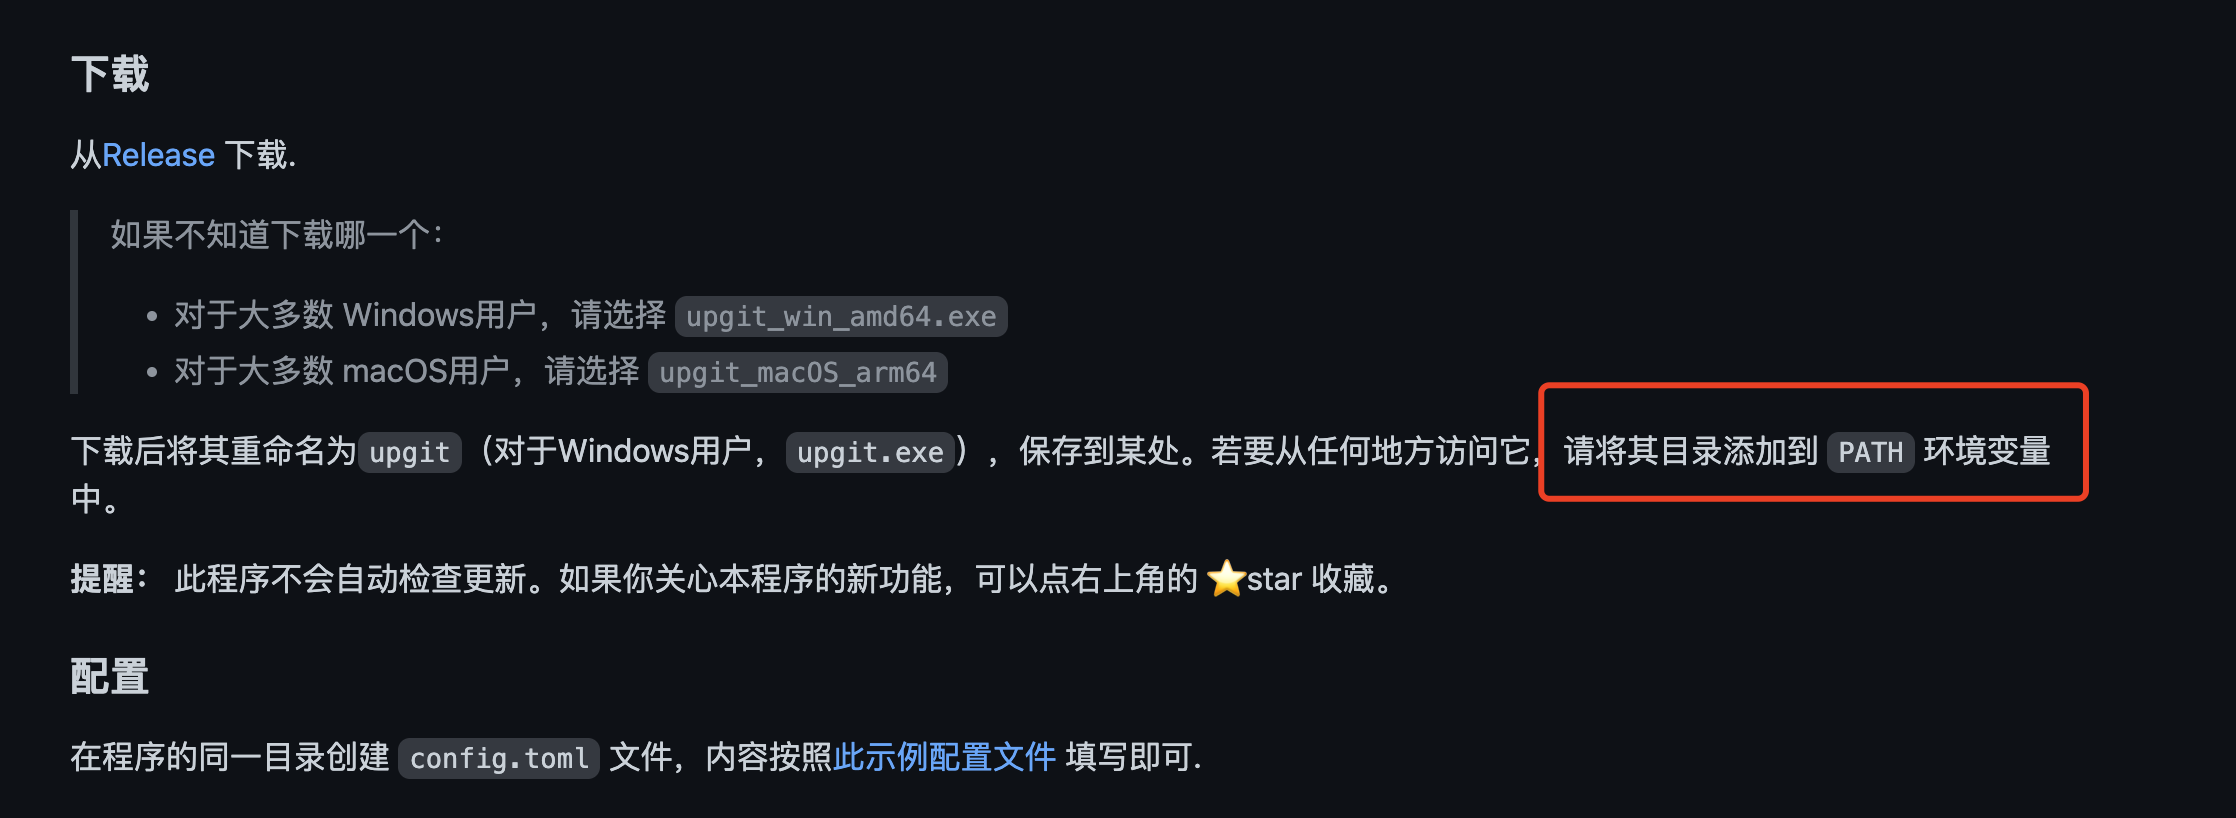 下载
从Release 下载.
如果不知道下载哪一个：
• 对于大多数 Windows用户，请选择 upgit_win_amd64.exe
• 对于大多数 macOS用户，请选择 upgit_macOS_arm64
下载后将其重命名为upgit（对于Windows用户，upgit.exe），保存到某处。若要从任何地方访问它，请将其目录添加到 PATH 环境变量
中。
提醒： 此程序不会自动检查更新。如果你关心本程序的新功能，可以点右上角的 ⭐star 收藏。
配置
在程序的同一目录创建 config.toml 文件，内容按照此示例配置文件 填写即可.